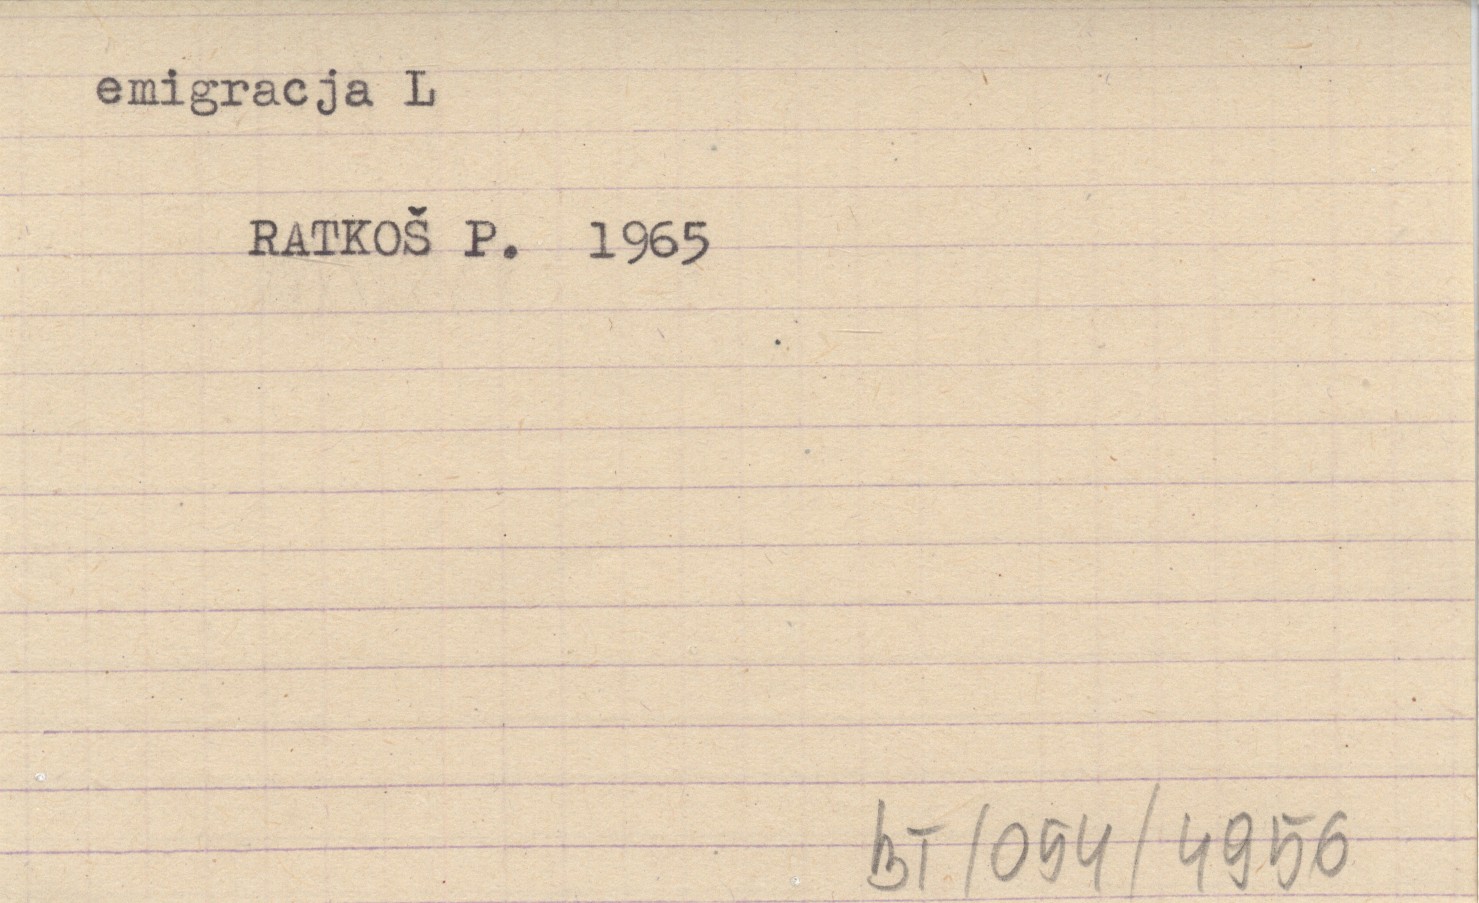 emigracja L
RATKOŠ P. 1965
BT/054/4956